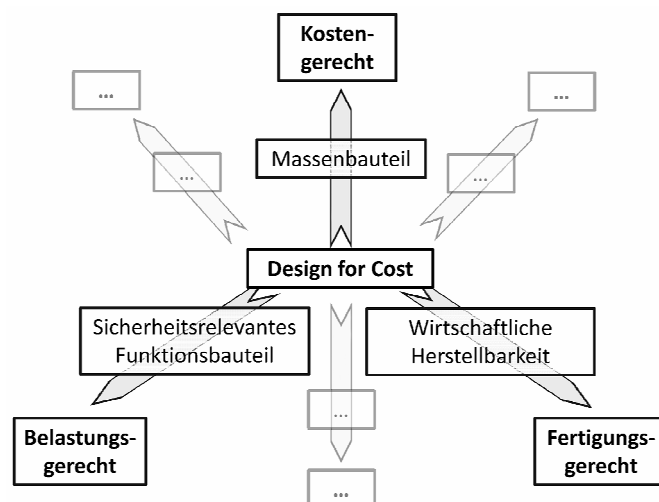 Kosten-
gerecht
...
...
Massenbauteil
...
...
Design for Cost
Sicherheitsrelevantes
Funktionsbauteil
Wirtschaftliche
Herstellbarkeit
...
Belastungs-
gerecht
Fertigungs-
gerecht
...